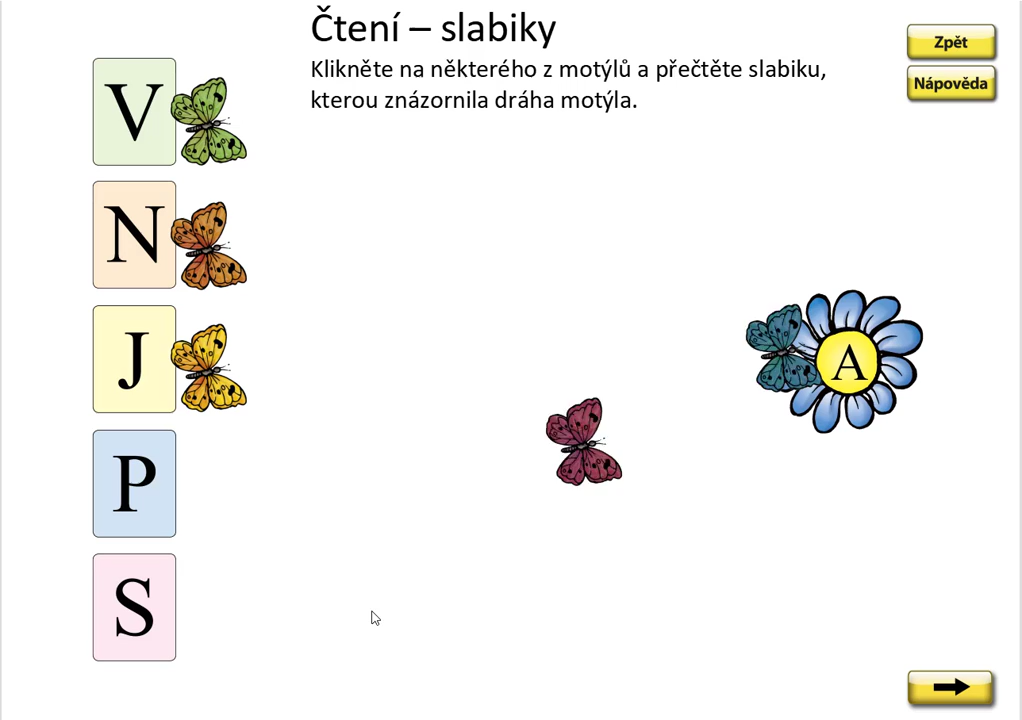 Čtení – slabiky
Klikněte na některého z motýlů a přečtěte slabiku,
kterou znázornila dráha motýla.
Zpět
Nápověda
V
N
J
P
S
A